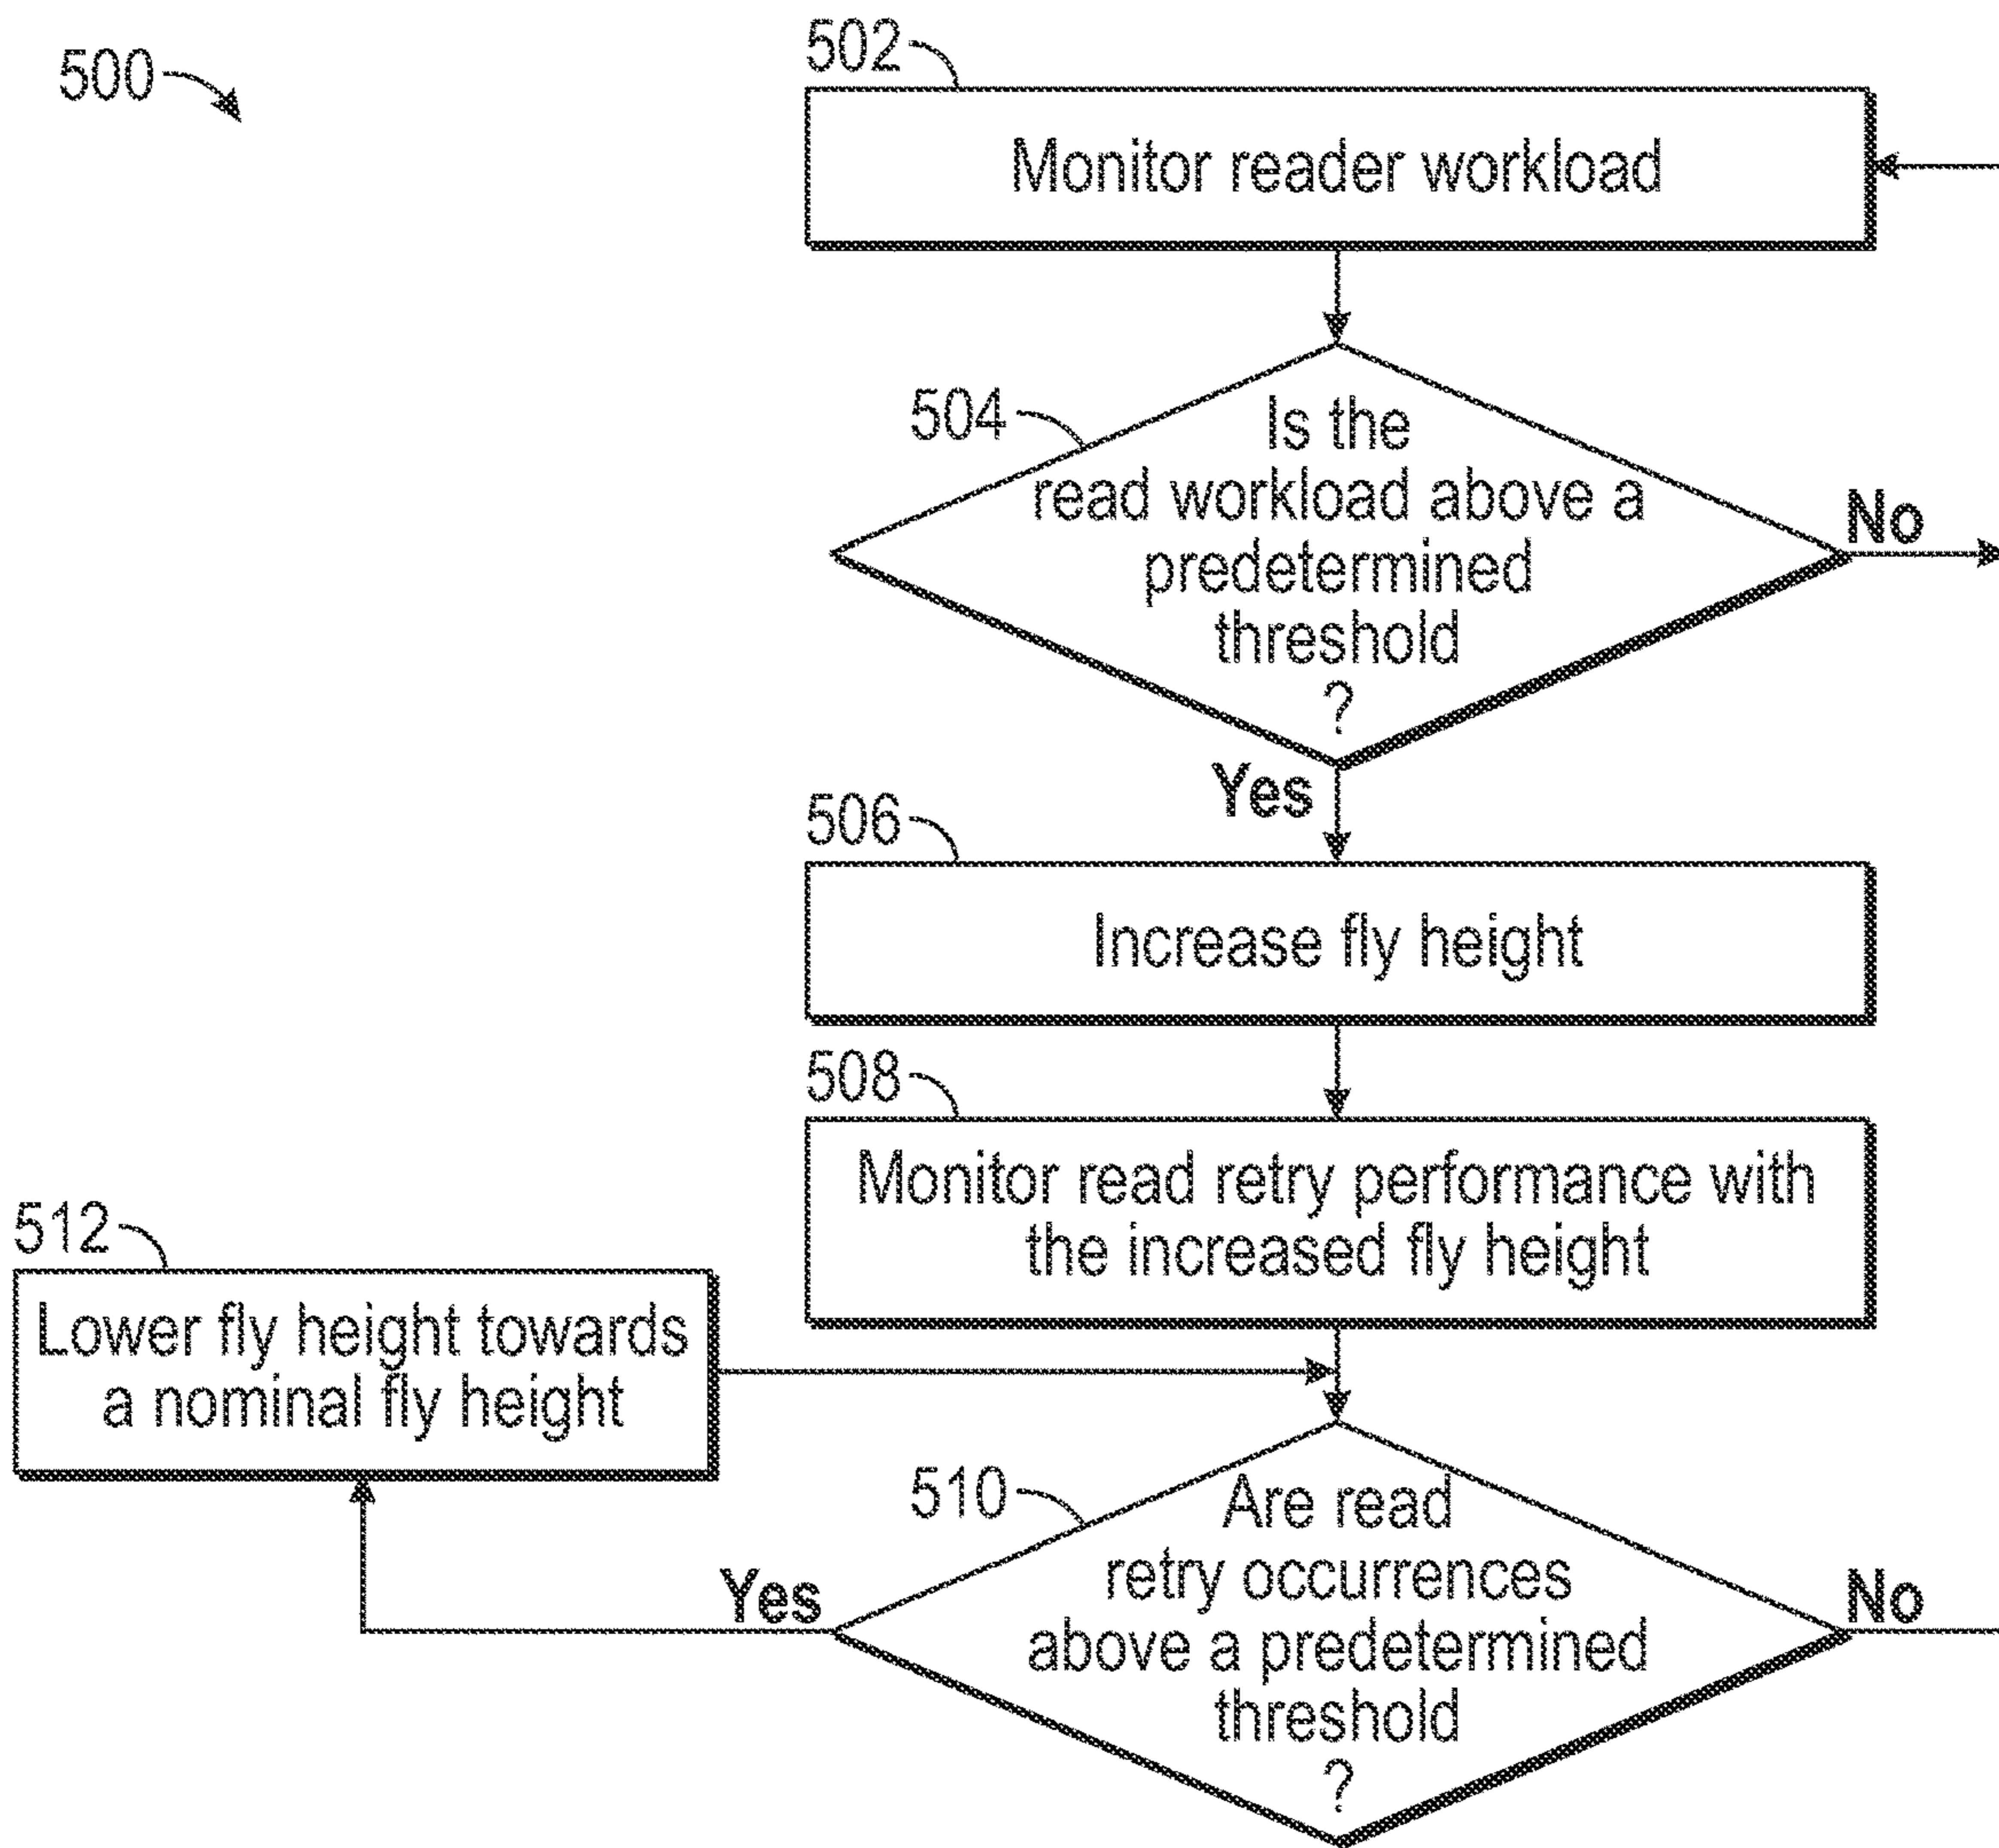 500
502
Monitor reader workload
504
Is the
read workload above a
predetermined
threshold
?
No
Yes
506
Increase fly height
508
Monitor read retry performance with
the increased fly height
512
Lower fly height towards
a nominal fly height
510
Are read
retry occurrences
above a predetermined
threshold
?
Yes
No